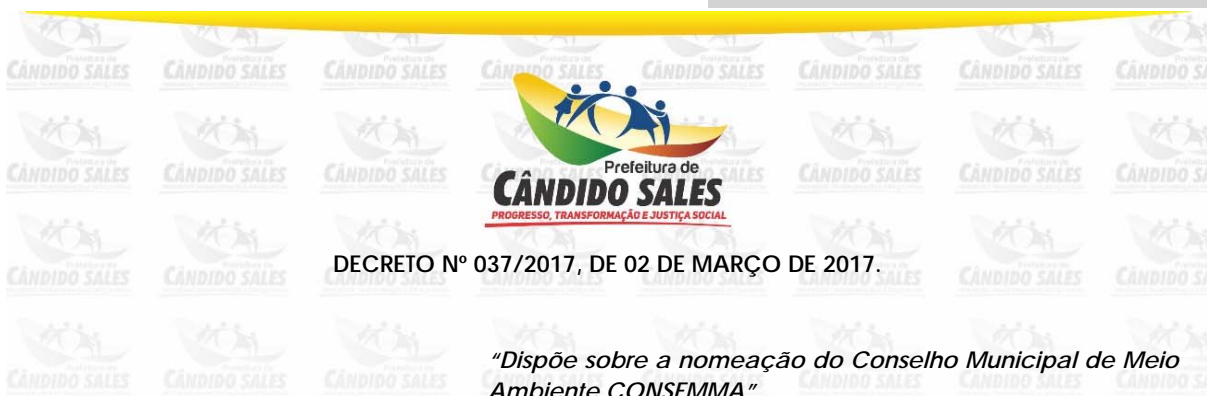 Prefeitura de
CÂNDIDO SALES
PROGRESSO, TRANSFORMAÇÃO E JUSTIÇA SOCIAL
DECRETO Nº 037/2017, DE 02 DE MARÇO DE 2017.
“Dispõe sobre a nomeação do Conselho Municipal de Meio
Ambiente CONSEMMA”